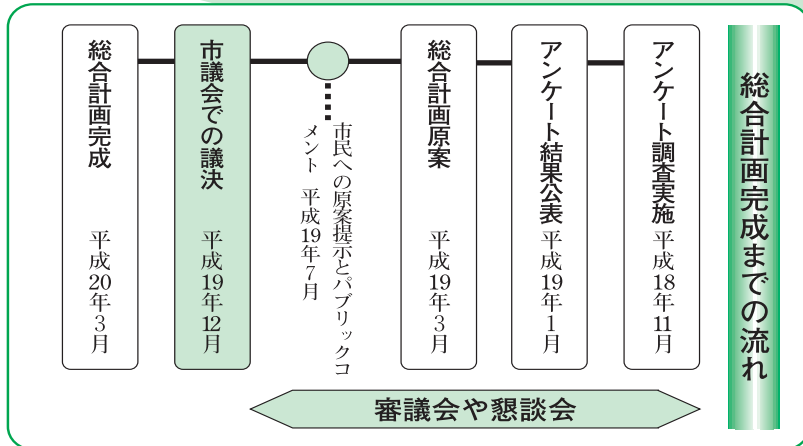 総合計画完成までの流れ
アンケート調査実施 平成18年11月
アンケート結果公表 平成19年1月
総合計画原案 平成19年3月
市民への原案提示とパブリックコ
メント 平成19年7月
市議会での議決 平成19年12月
総合計画完成 平成20年3月
審議会や懇談会